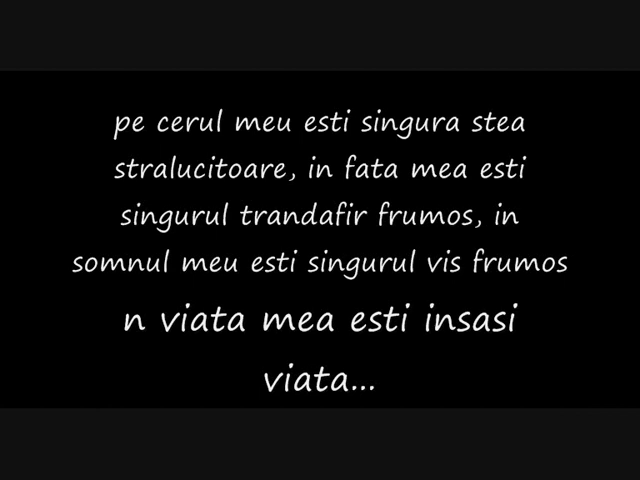 pe cerul meu esti singura stea
stralucitoare, in fata mea esti
singurul trandafir frumos, in
somnul meu esti singurul vis frumos
n viata mea esti insasi
viata...